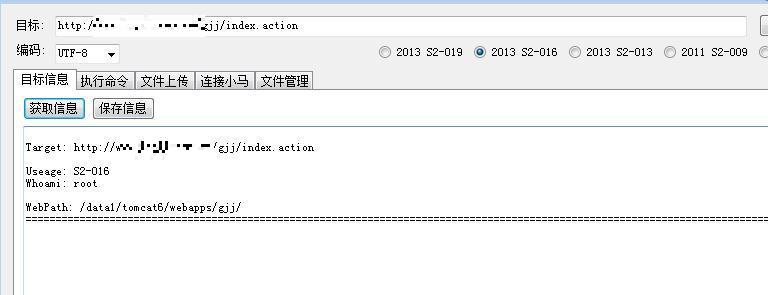 目标: http:/ gjj/index.action
编码: UTF-8 2013 S2-019 2013 S2-016 2013 S2-013 2011 S2-009
目标信息 执行命令 文件上传 连接小马 文件管理
获取信息 保存信息
Target: http://w /gjj/index.action
Useage: S2-016
Whoami: root
WebPath: /data1/tomcat6/webapps/gjj/
================================================================================